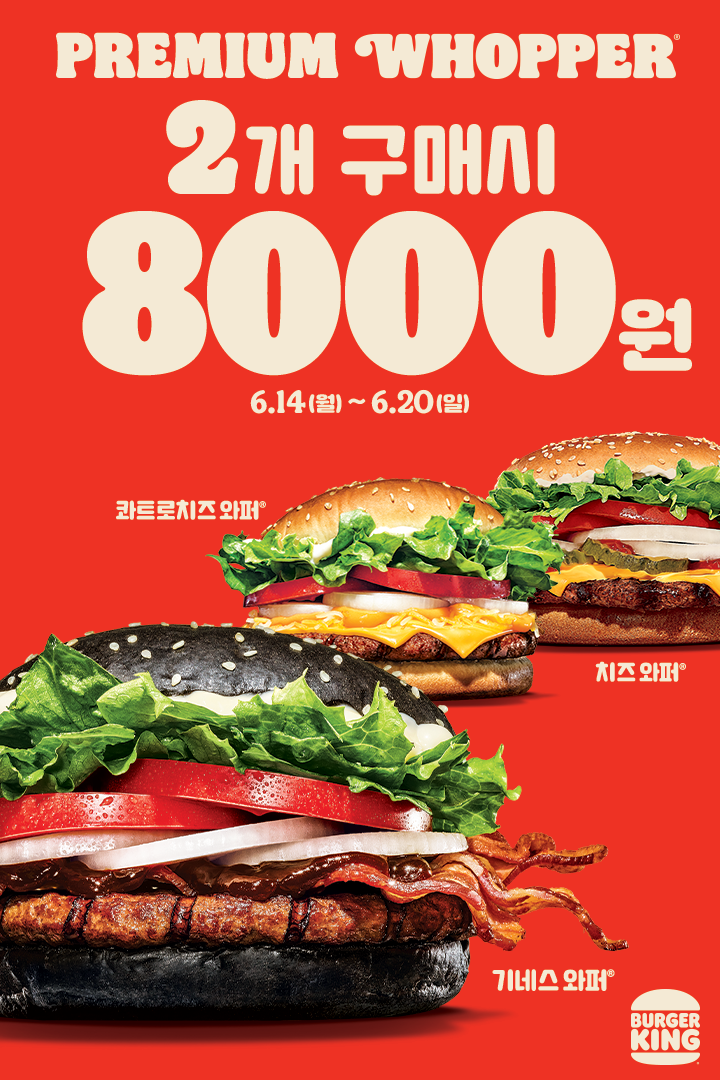 PREMIUM WHOPPER®
2개 구매시
8000원
6.14(월) ~ 6.20(일)
콰트로치즈 와퍼®
치즈 와퍼®
기네스 와퍼®
BURGER
KING